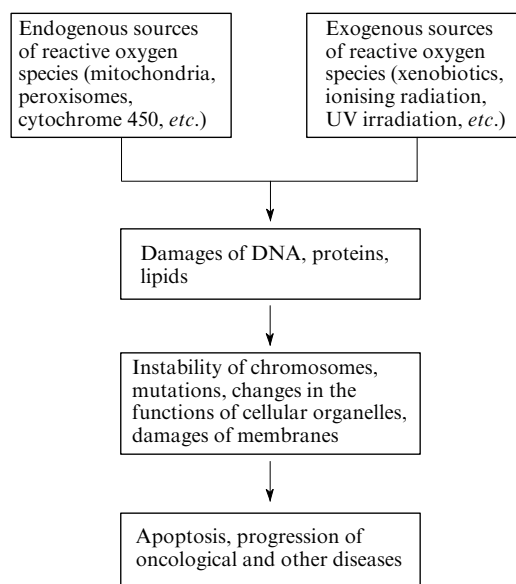 Endogenous sources
of reactive oxygen
species (mitochondria,
peroxisomes,
cytochrome 450, etc.)
Exogenous sources
of reactive oxygen
species (xenobiotics,
ionising radiation,
UV irradiation, etc.)
Damages of DNA, proteins,
lipids
Instability of chromosomes,
mutations, changes in the
functions of cellular organelles,
damages of membranes
Apoptosis, progression of
oncological and other diseases